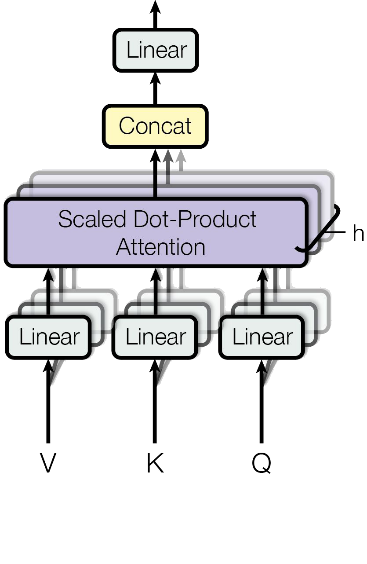 Linear
Concat
Scaled Dot-Product
Attention
h
Linear
Linear
Linear
V
K
Q